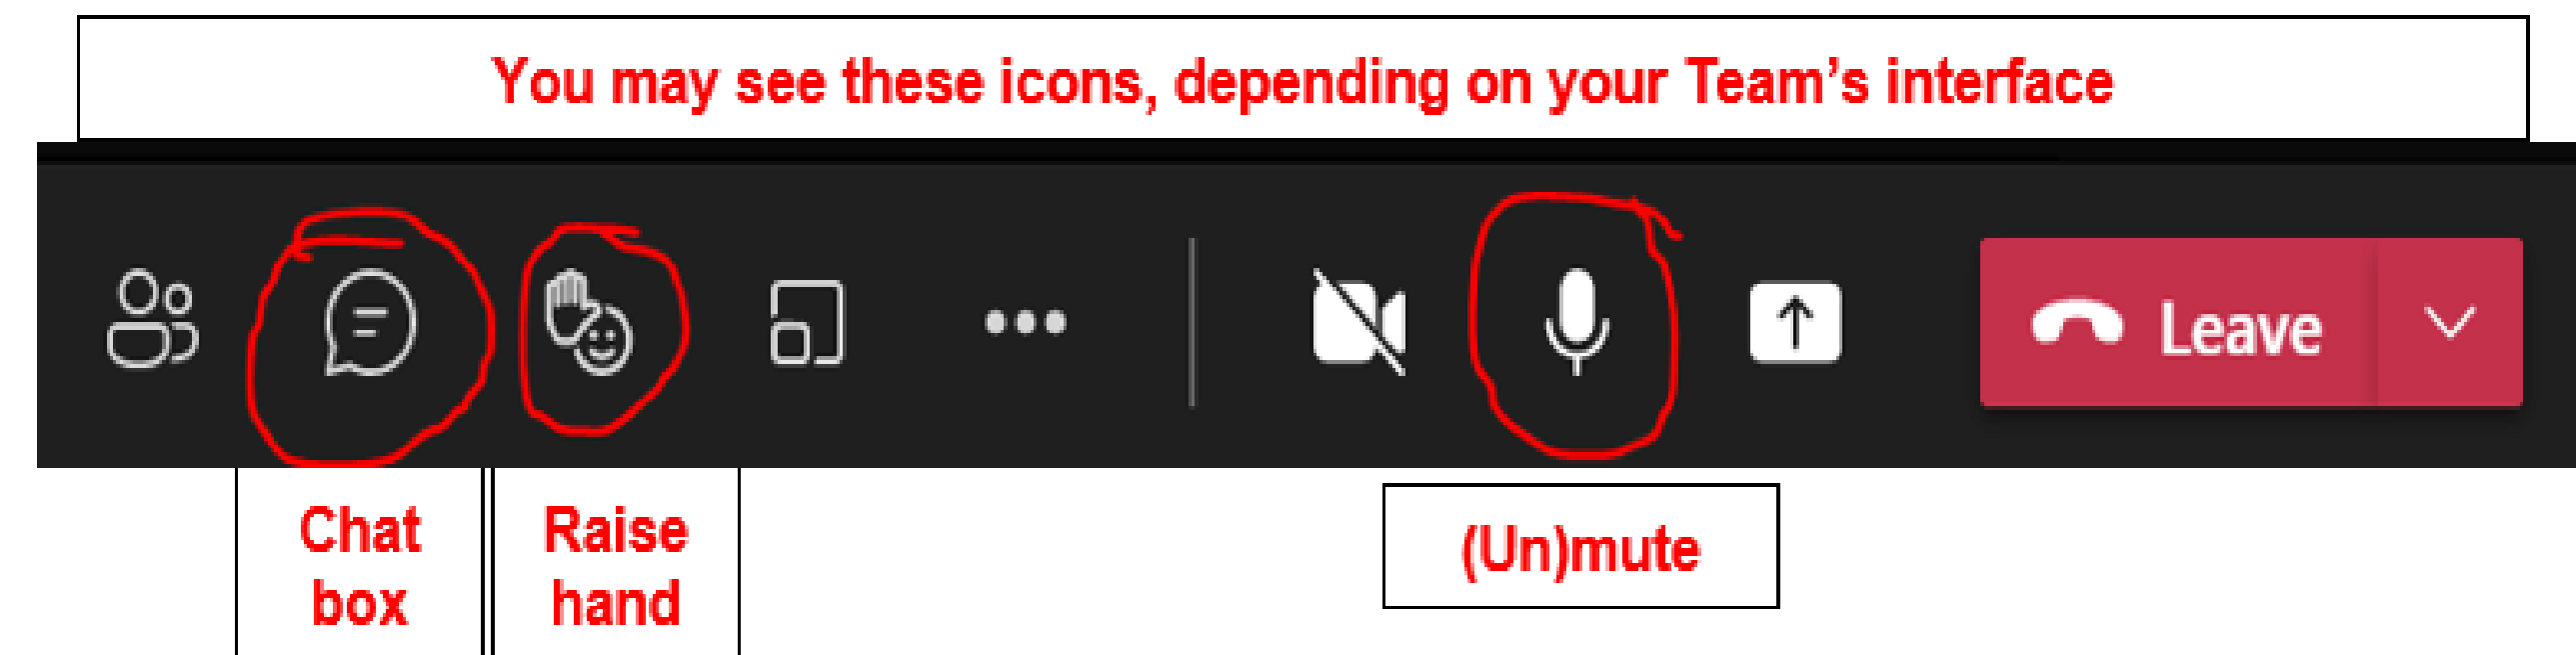 You may see these icons, depending on your Team’s interface
Leave
Chat
box
Raise
hand
(Un)mute